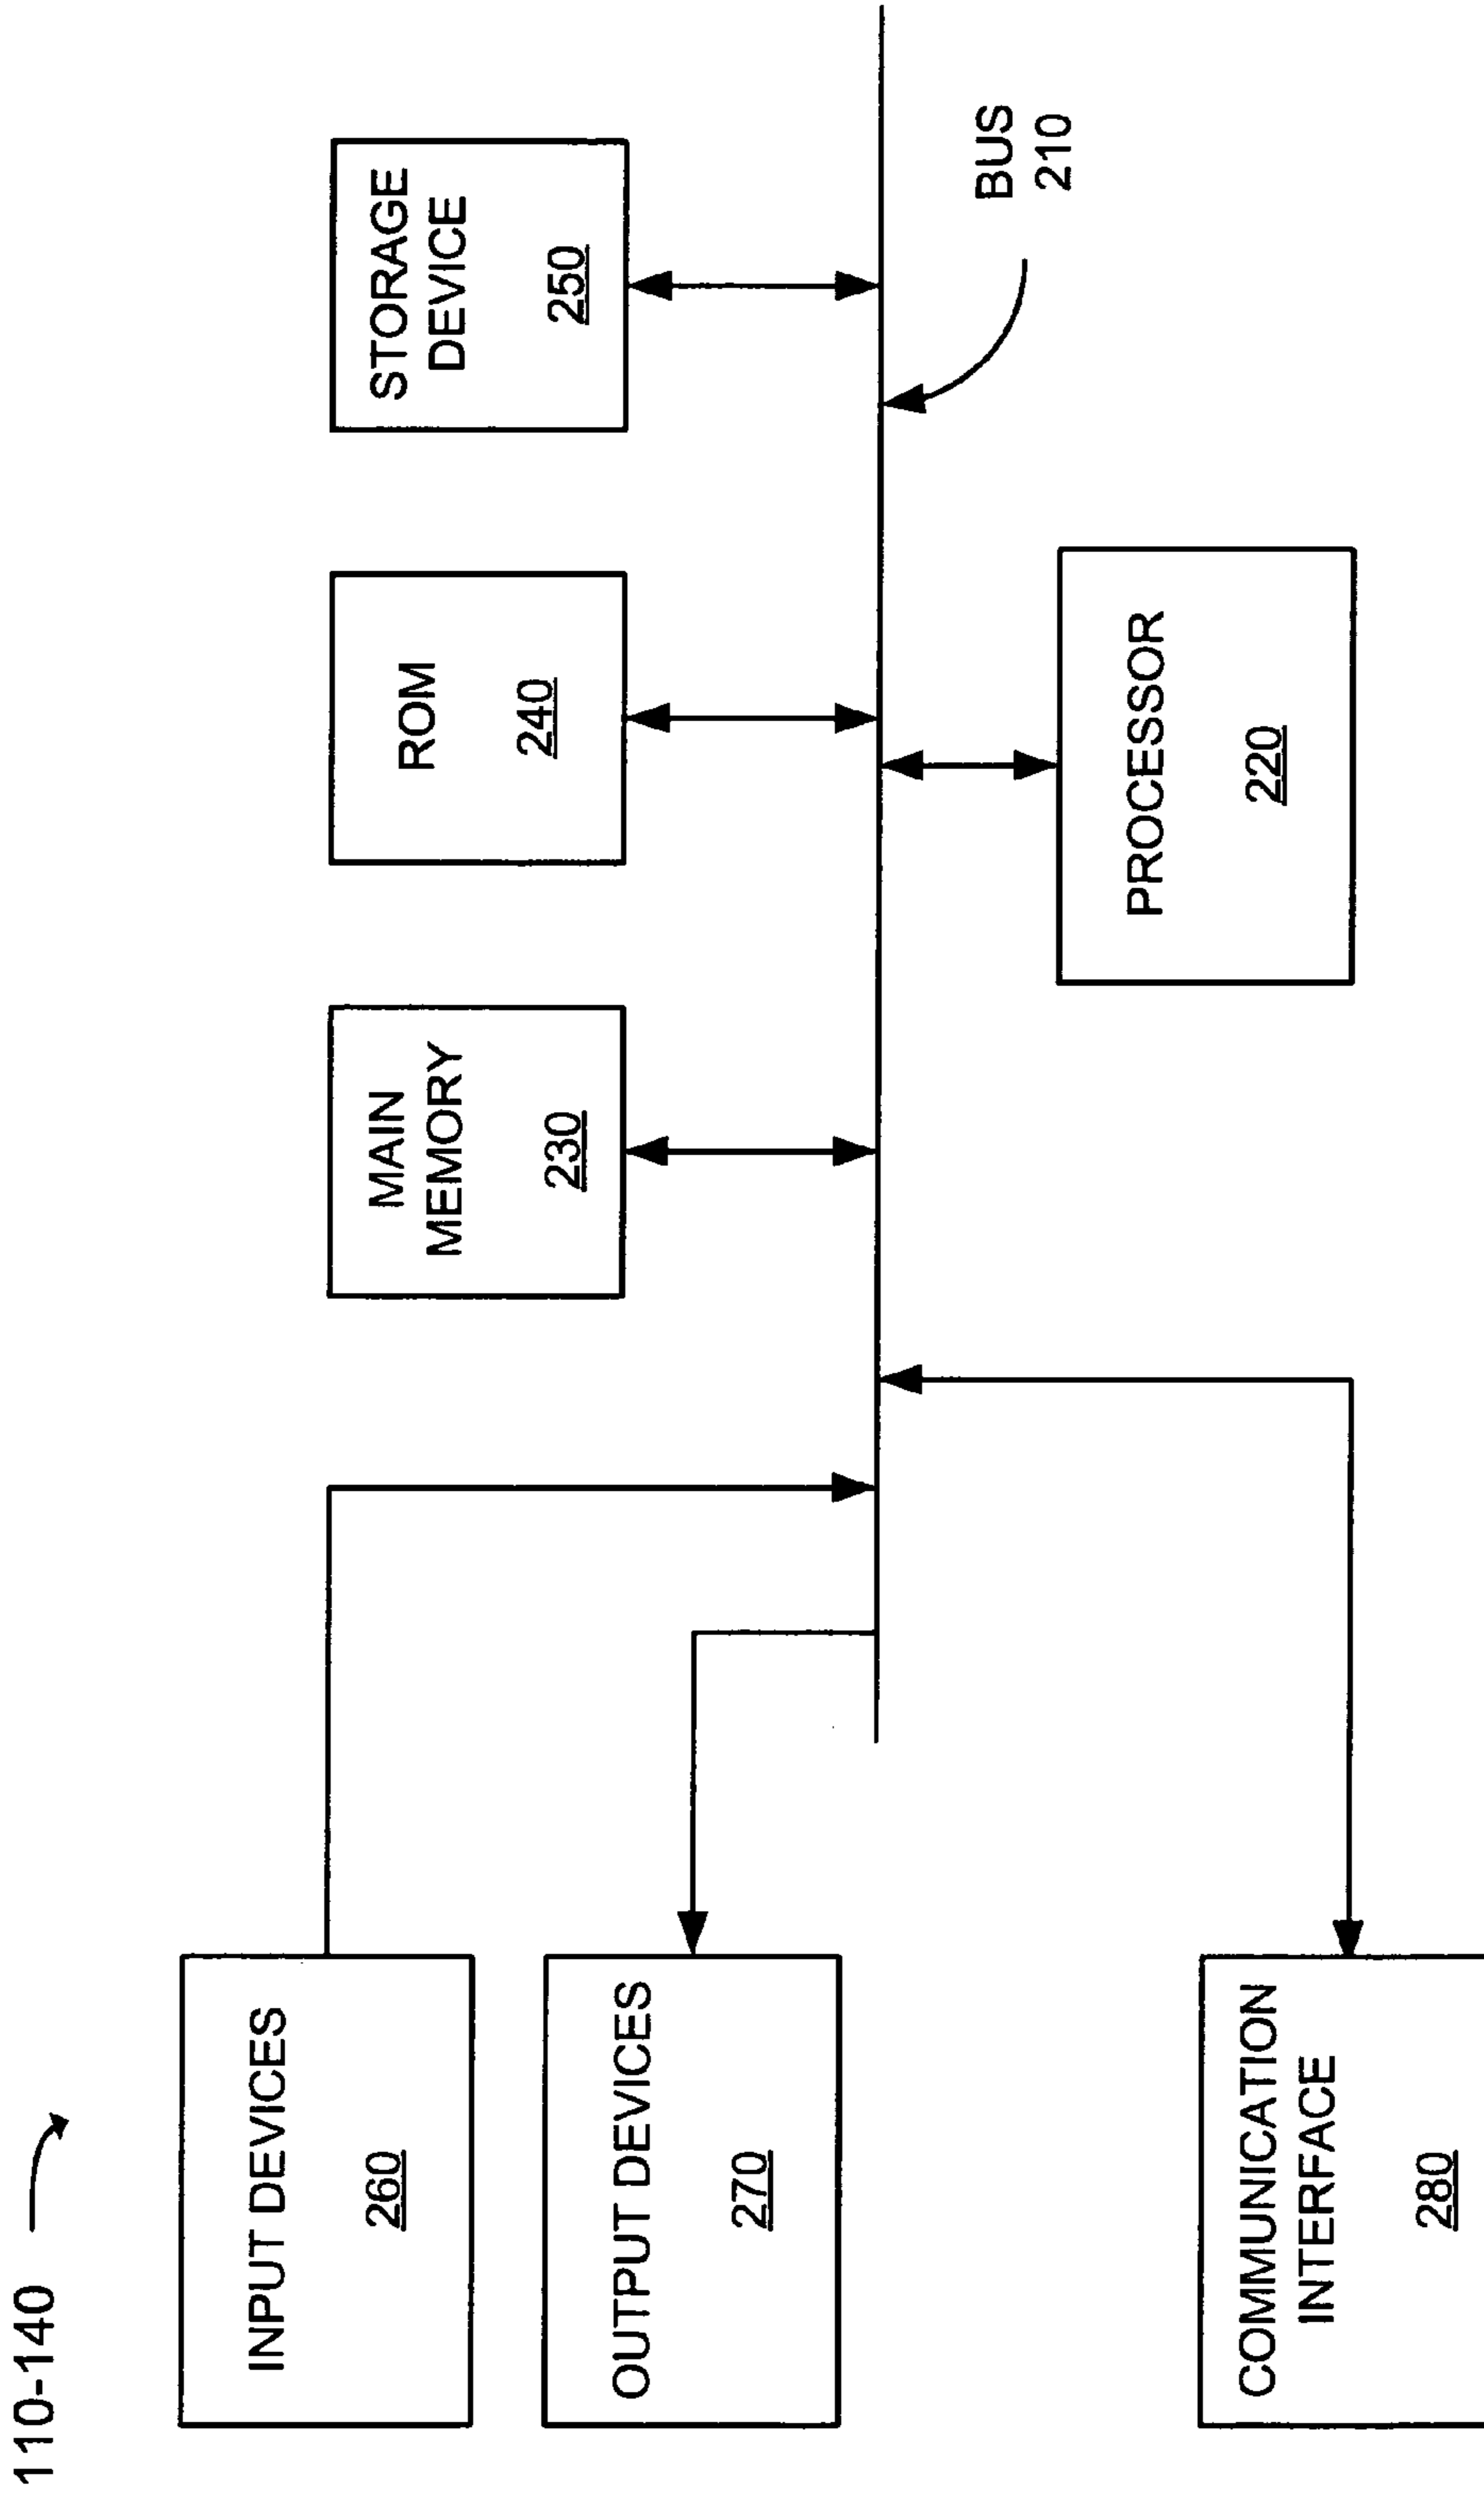 110-140
INPUT DEVICES
260
OUTPUT DEVICES
270
COMMUNICATION
INTERFACE
280
MAIN
MEMORY
230
ROM
240
STORAGE
DEVICE
250
PROCESSOR
220
BUS
210